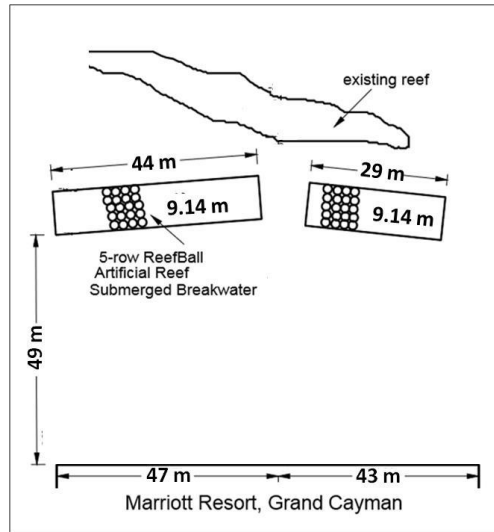 existing reef
44 m
29 m
9.14 m
9.14 m
5-row ReefBall
Artificial Reef
Submerged Breakwater
49 m
47 m
43 m
Marriott Resort, Grand Cayman